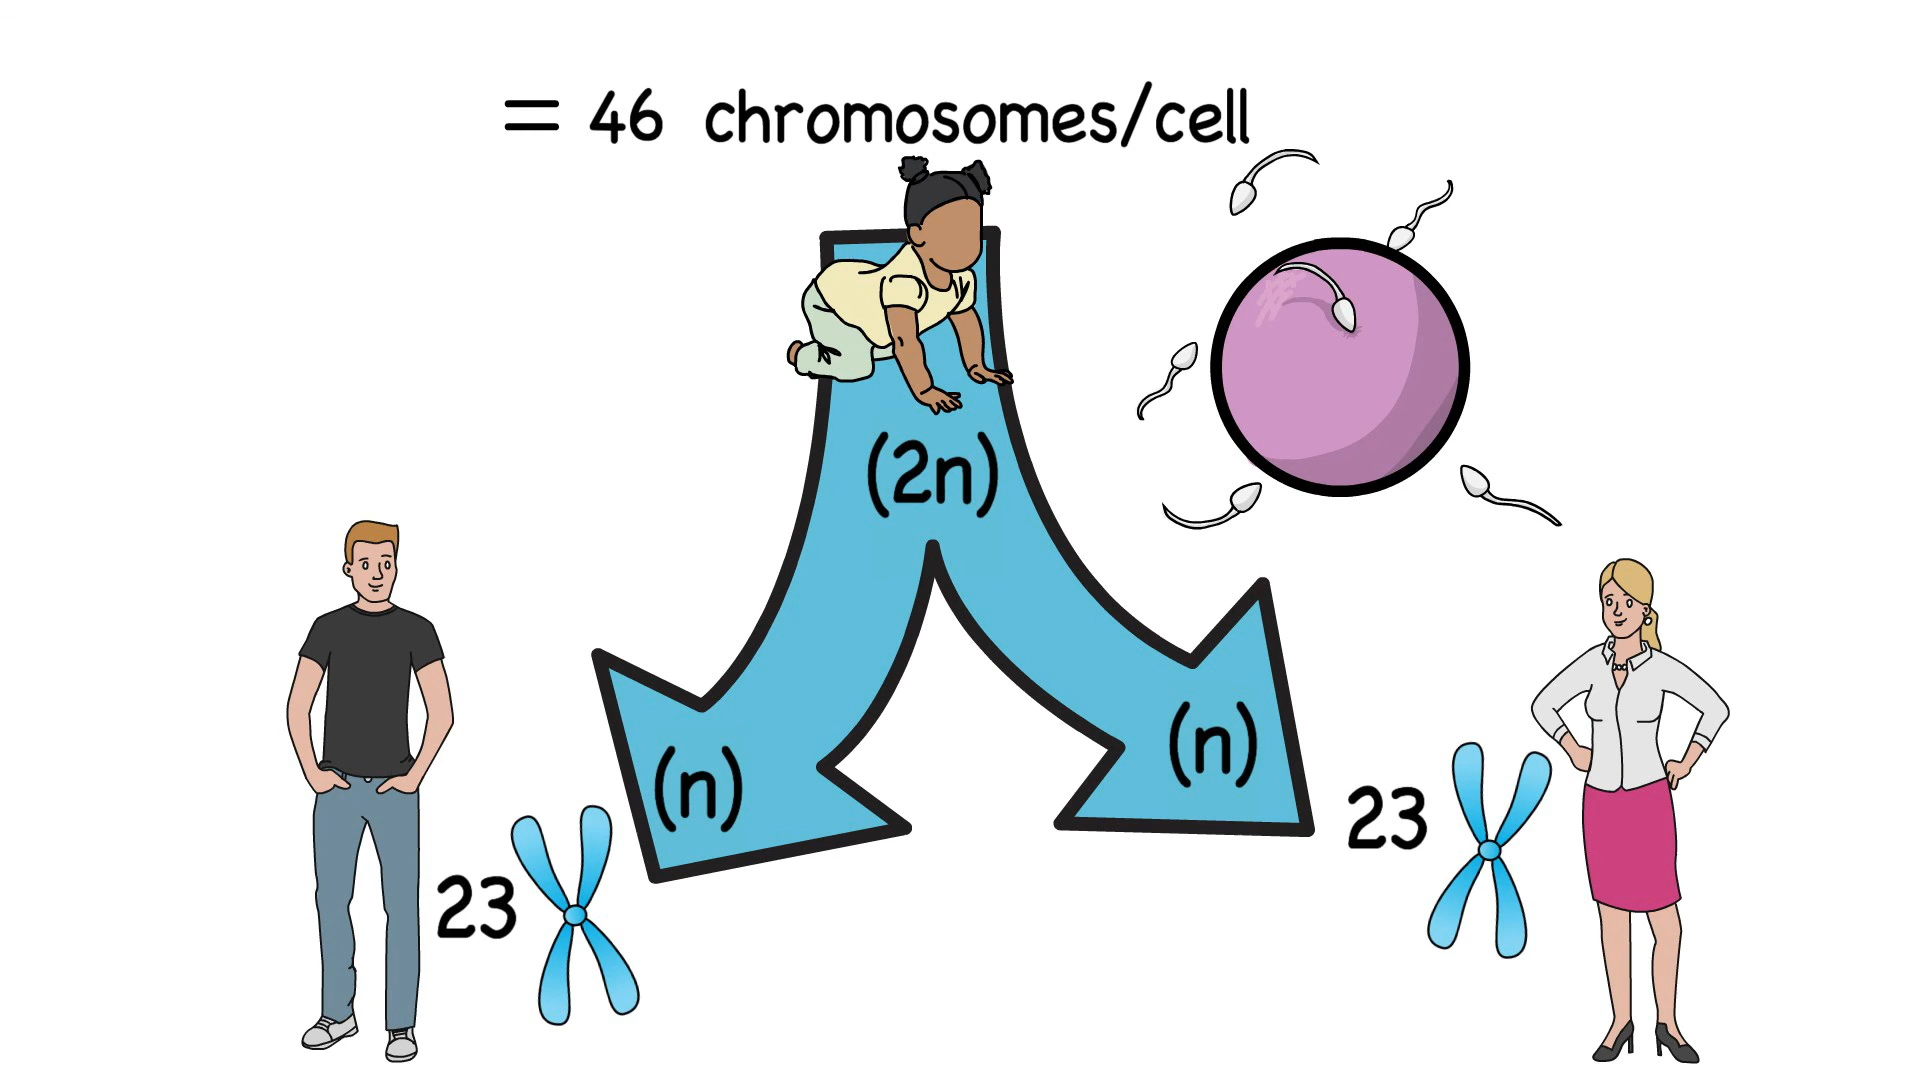 = 46 chromosomes/cell
(2n)
(n)
(n)
23
23